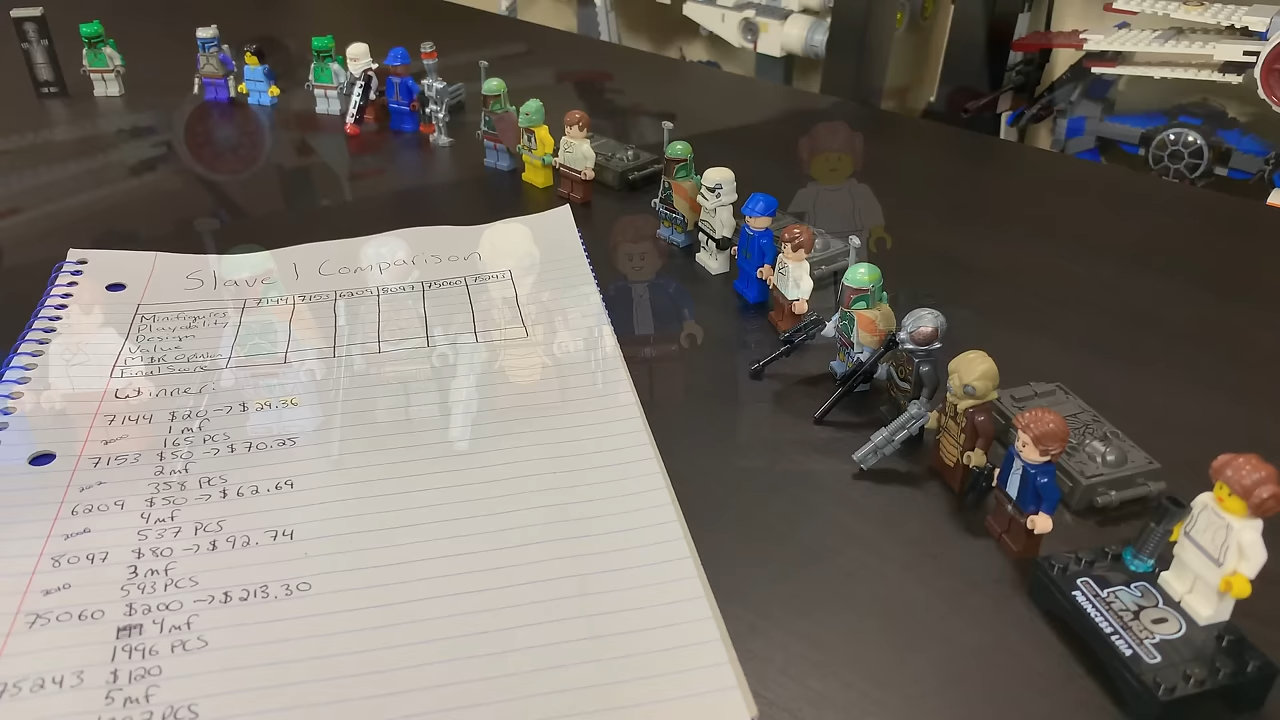 Slave 1 Comparison
7144 7153 6209 8097 75060 75243
Minifigures
Playability
Design
Value
M&R Opinion
Final Score
Winner:
7144 $20 → $29.36
1 mf
2000 165 PCS
7153 $50 → $70.25
2 mf
2002 358 PCS
6209 $50 → $62.69
4 mf
2006 537 PCS
8097 $80 → $92.74
3 mf
2010 593 PCS
75060 $200 → $213.30
4 mf
1996 PCS
75243 $120
5 mf
PCS
20
YEARS
PRINCESS LEIA